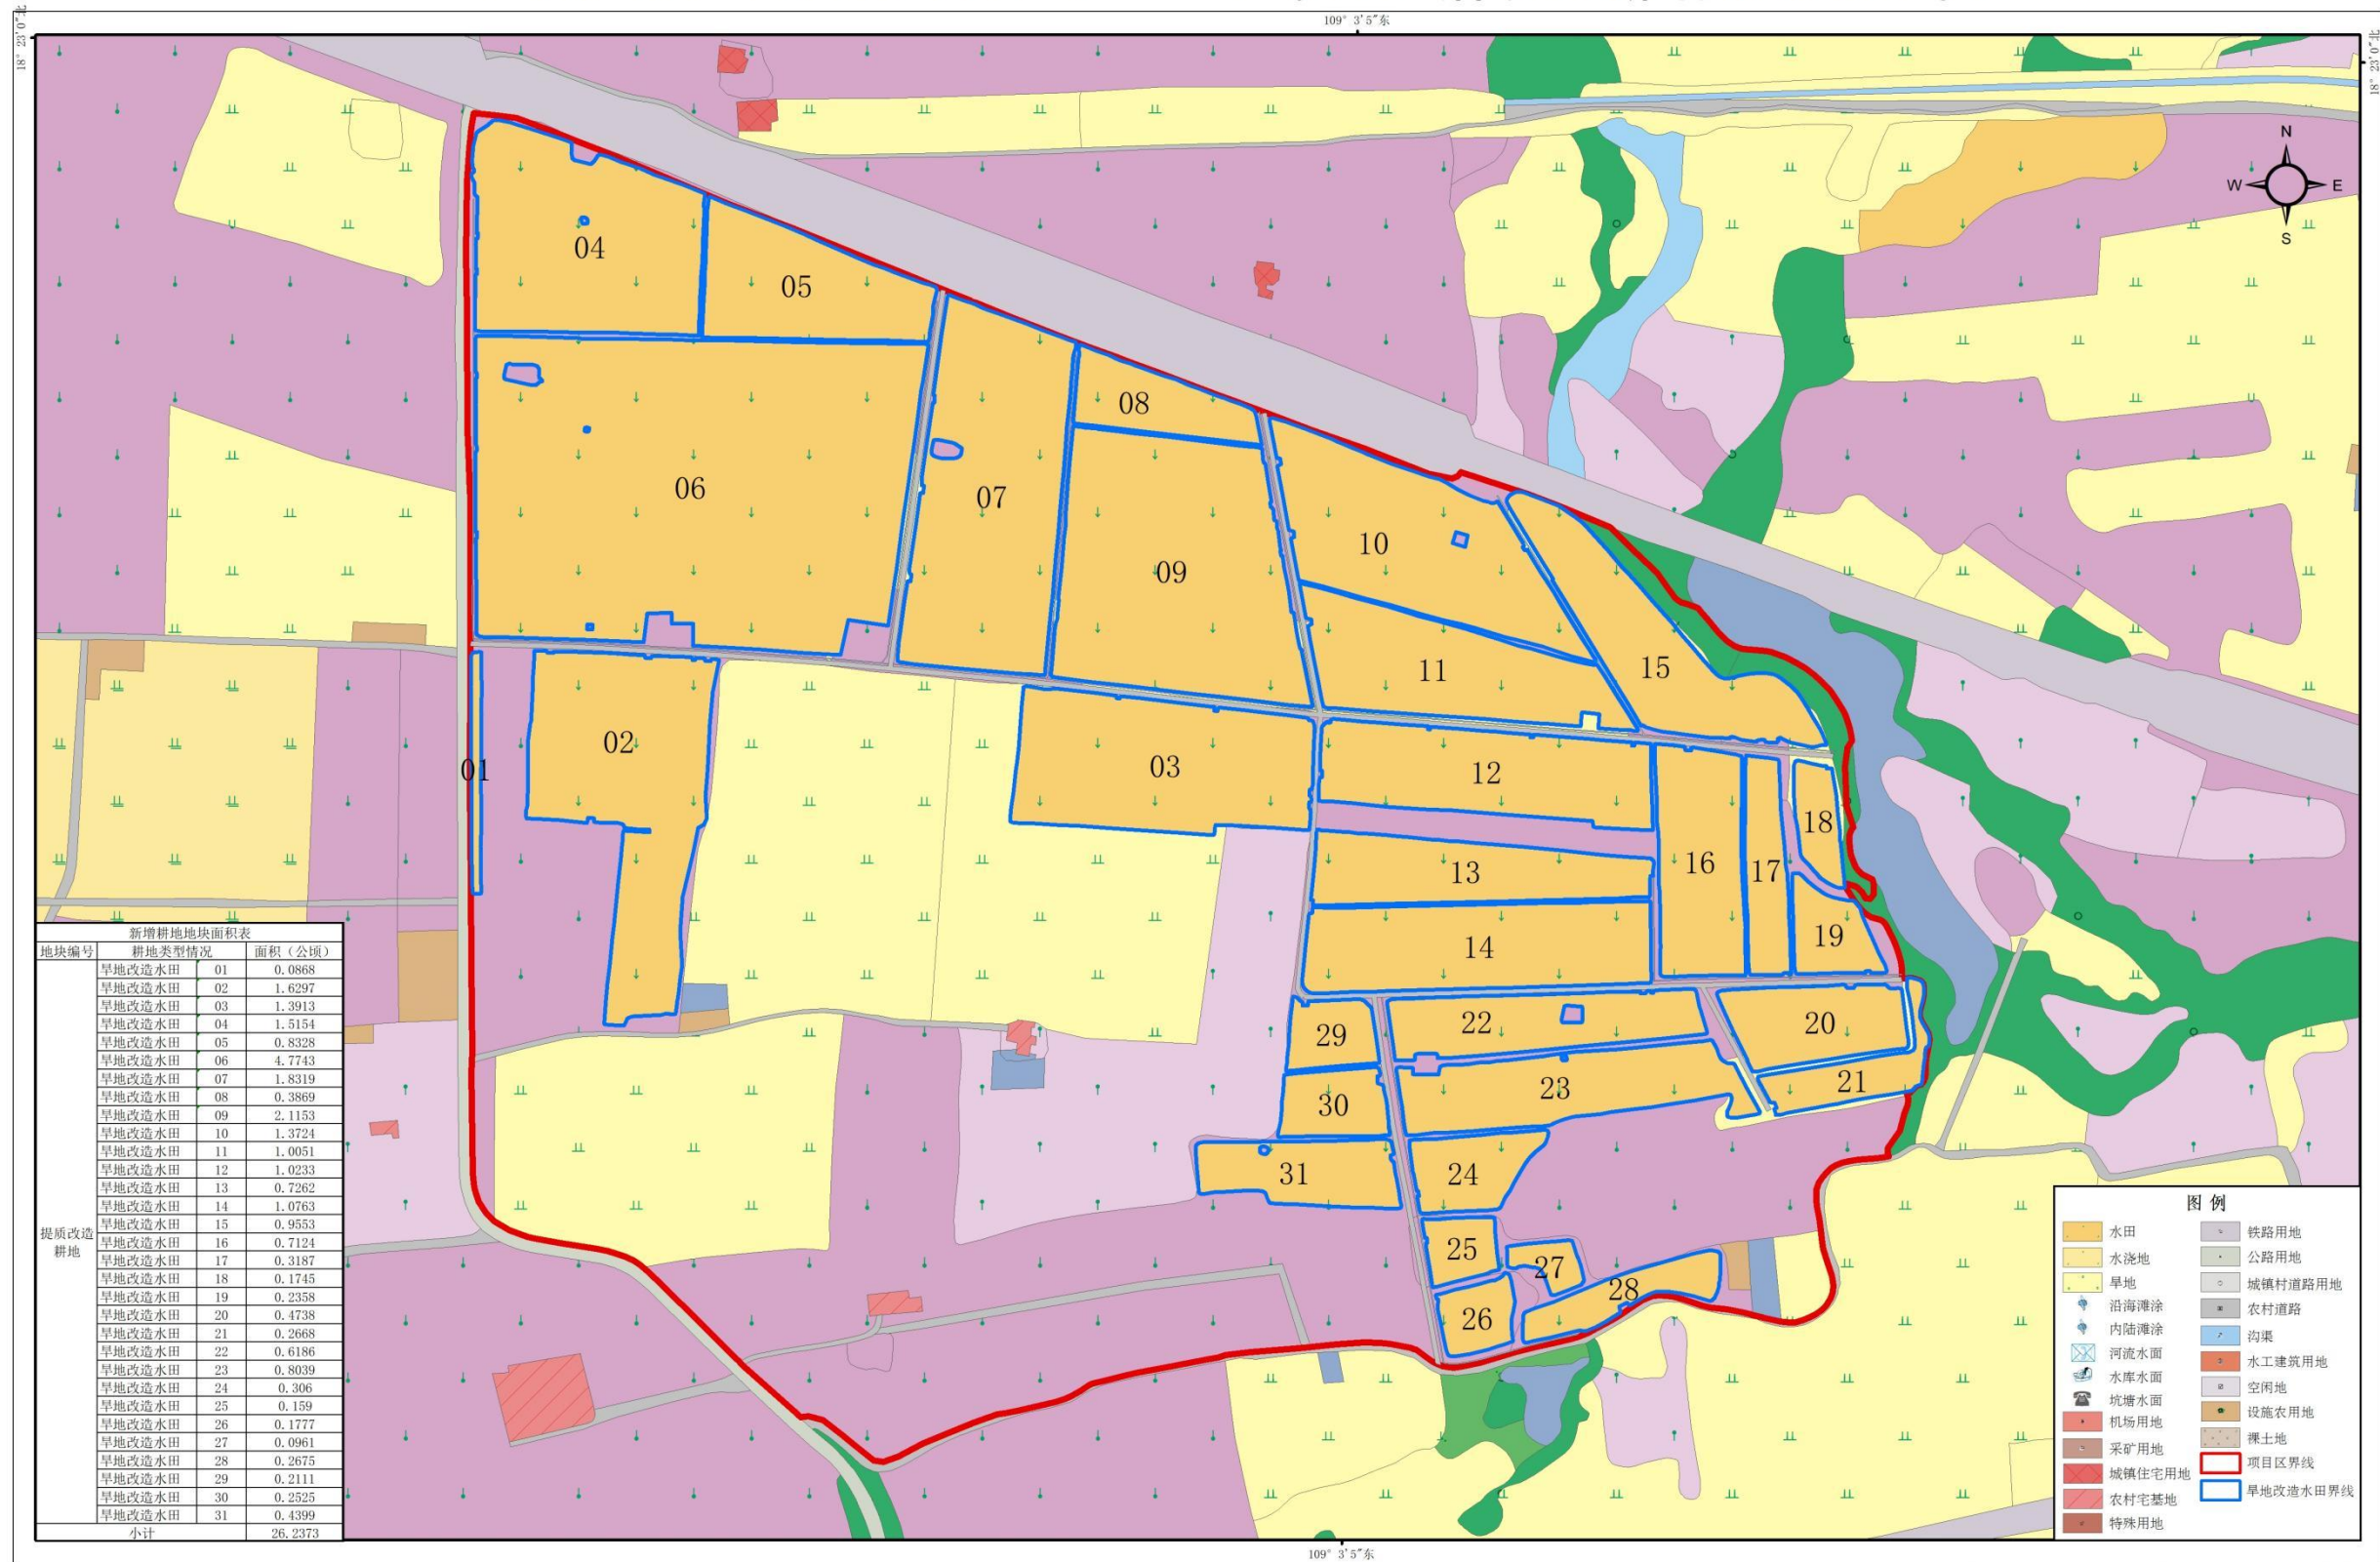 109° 3′5″东
18° 23′0″北
18° 23′0″北
N
W
E
S
04
05
08
06
07
10
09
11
15
02
01
03
12
18
16
17
13
19
14
22
20
29
23
21
30
31
24
25
27
28
26
新增耕地地块面积表
地块编号 耕地类型情况 面积（公顷）
提质改造耕地
旱地改造水田 01 0.0868
旱地改造水田 02 1.6297
旱地改造水田 03 1.3913
旱地改造水田 04 1.5154
旱地改造水田 05 0.8328
旱地改造水田 06 4.7743
旱地改造水田 07 1.8319
旱地改造水田 08 0.3869
旱地改造水田 09 2.1153
旱地改造水田 10 1.3724
旱地改造水田 11 1.0051
旱地改造水田 12 1.0233
旱地改造水田 13 0.7262
旱地改造水田 14 1.0763
旱地改造水田 15 0.9553
旱地改造水田 16 0.7124
旱地改造水田 17 0.3187
旱地改造水田 18 0.1745
旱地改造水田 19 0.2358
旱地改造水田 20 0.4738
旱地改造水田 21 0.2668
旱地改造水田 22 0.6186
旱地改造水田 23 0.8039
旱地改造水田 24 0.306
旱地改造水田 25 0.159
旱地改造水田 26 0.1777
旱地改造水田 27 0.0961
旱地改造水田 28 0.2675
旱地改造水田 29 0.2111
旱地改造水田 30 0.2525
旱地改造水田 31 0.4399
小计 26.2373
图 例
水田
水浇地
旱地
沿海滩涂
内陆滩涂
河流水面
水库水面
坑塘水面
机场用地
采矿用地
城镇住宅用地
农村宅基地
特殊用地
铁路用地
公路用地
城镇村道路用地
农村道路
沟渠
水工建筑用地
空闲地
设施农用地
裸土地
项目区界线
旱地改造水田界线
109° 3′5″东